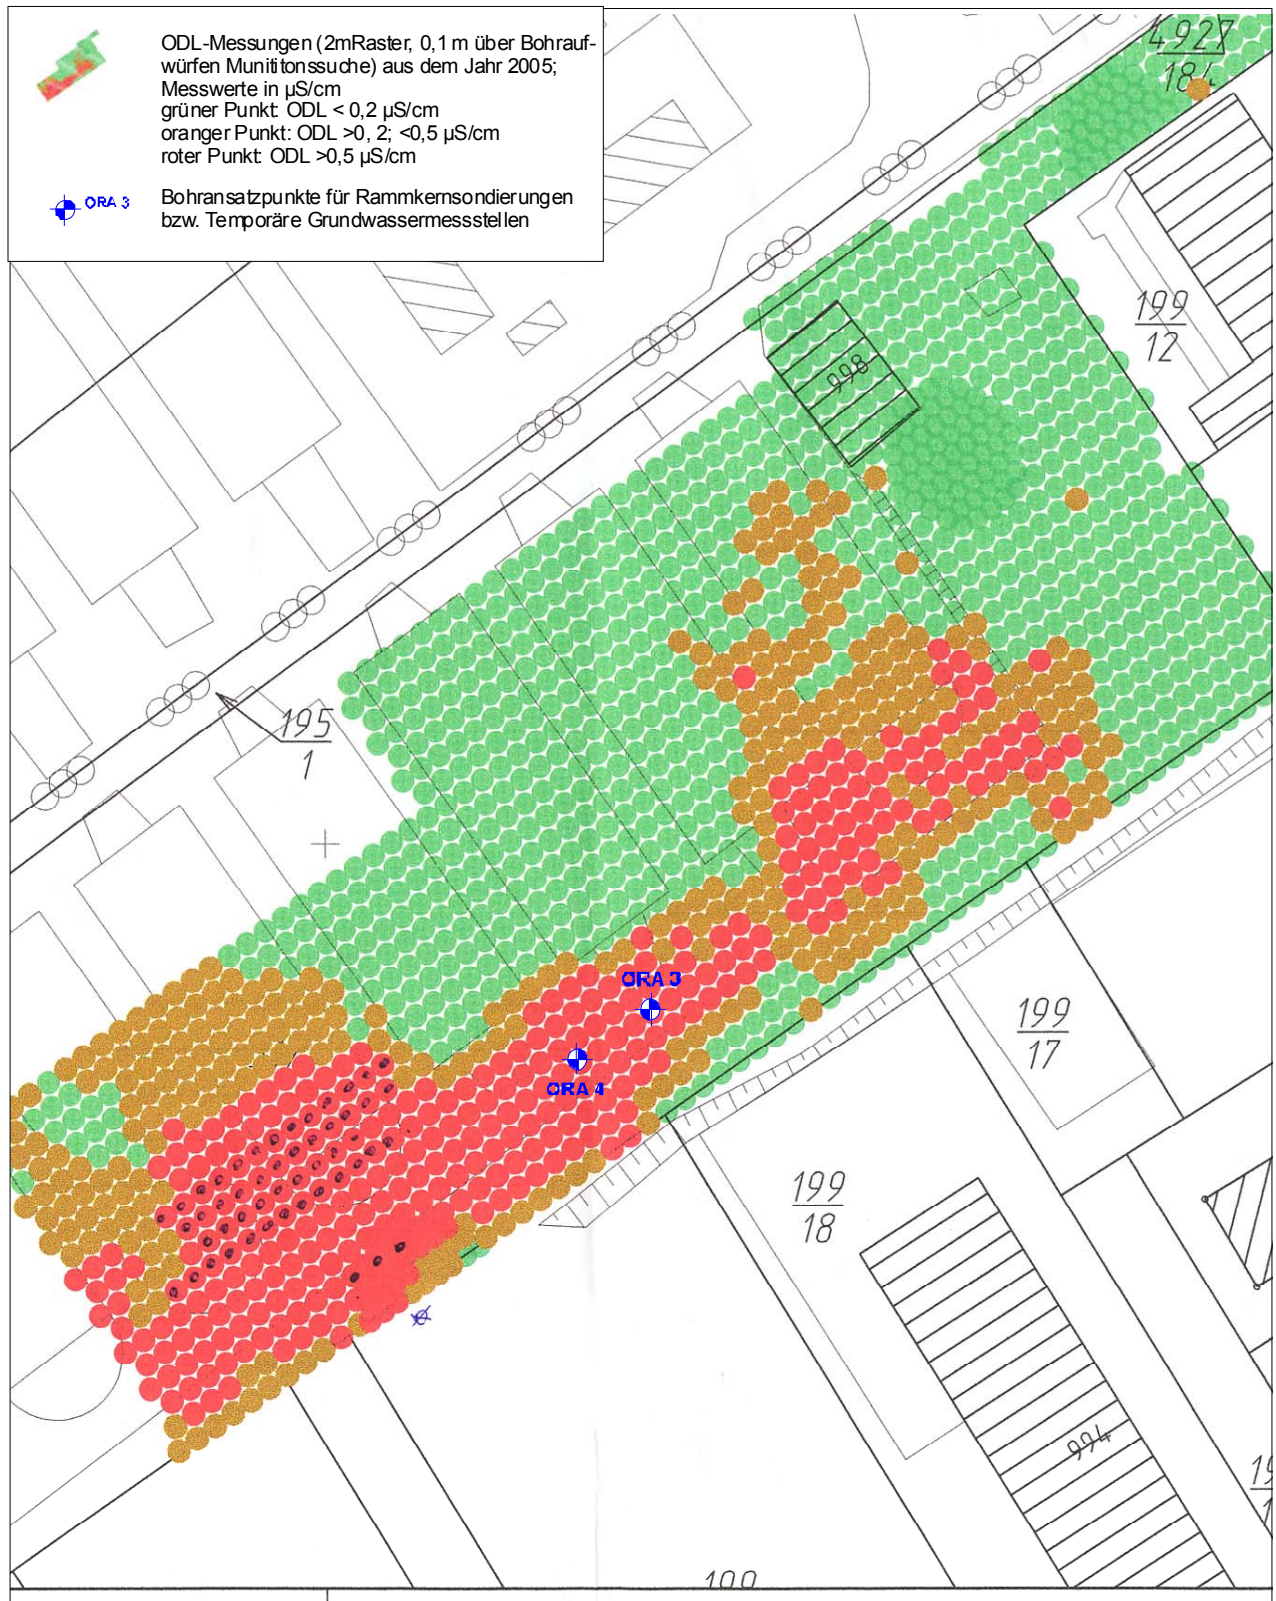 ODL-Messungen (2mRaster, 0,1 m über Bohrauf-
würfen Munititonssuche) aus dem Jahr 2005;
Messwerte in µS/cm
grüner Punkt: ODL < 0,2 µS/cm
oranger Punkt: ODL >0, 2; <0,5 µS/cm
roter Punkt: ODL >0,5 µS/cm
ORA 3
Bohransatzpunkte für Rammkernsondierungen
bzw. Temporäre Grundwassermessstellen
4927
184
199
12
998
195
1
ORA 3
ORA 4
199
17
199
18
994